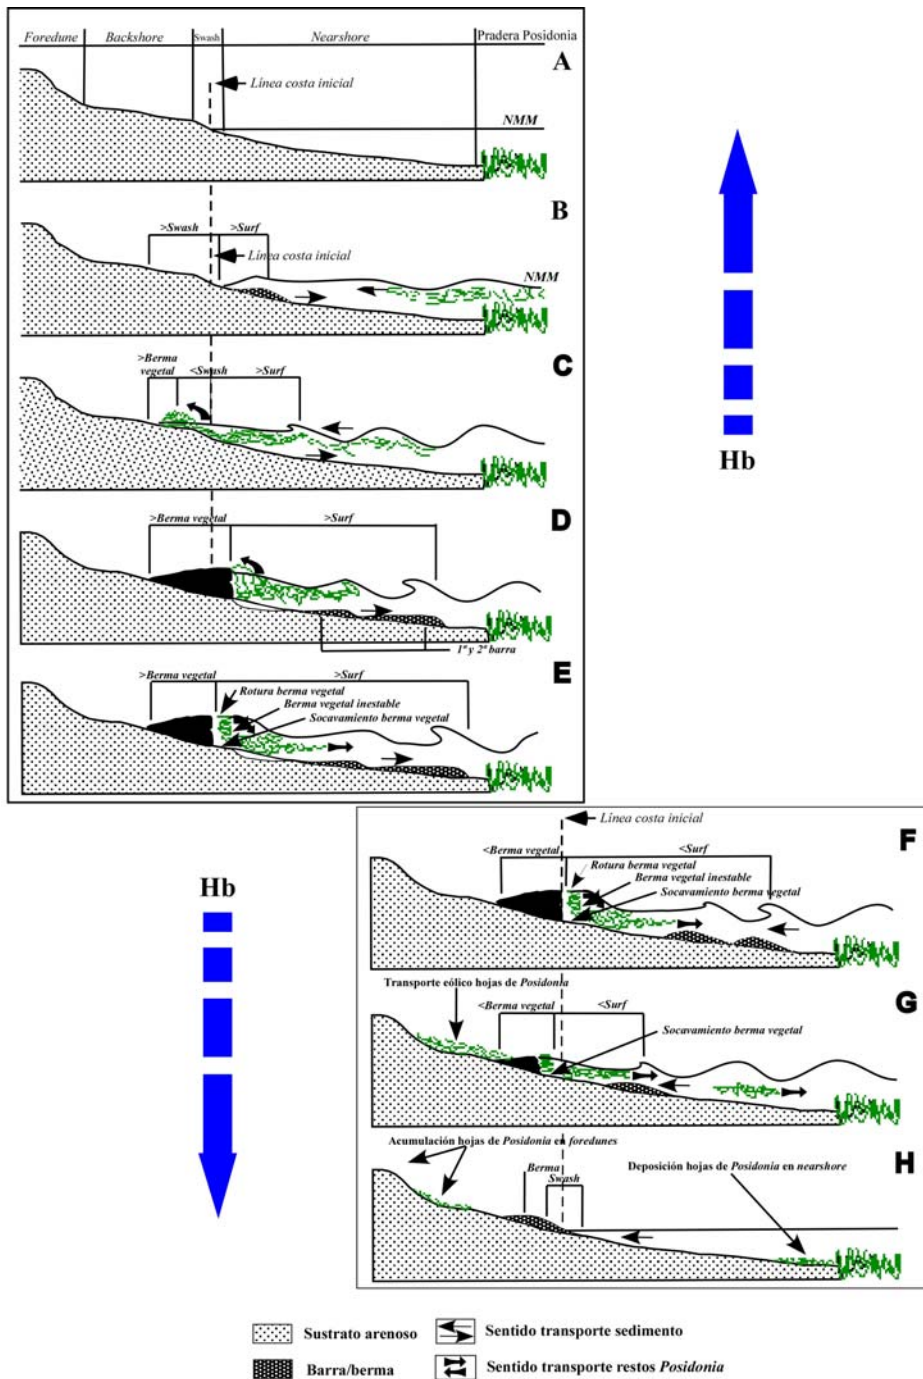 Foredune Backshore Swash Nearshore Pradera Posidonia
A
Línea costa inicial
NMM
B
>Swash >Surf
Línea costa inicial
NMM
C
>Berma
vegetal <Swash >Surf
Hb
D
>Berma vegetal >Surf
1ª y 2ª barra
E
>Berma vegetal >Surf
Rotura berma vegetal
Berma vegetal inestable
Socavamiento berma vegetal
Línea costa inicial
F
<Berma vegetal <Surf
Rotura berma vegetal
Berma vegetal inestable
Socavamiento berma vegetal
Hb
Transporte eólico hojas de Posidonia
G
<Berma vegetal <Surf
Socavamiento berma vegetal
Acumulación hojas de Posidonia en foredunes
H
Berma
Swash
Deposición hojas de Posidonia en nearshore
Sustrato arenoso
Sentido transporte sedimento
Barra/berma
Sentido transporte restos Posidonia